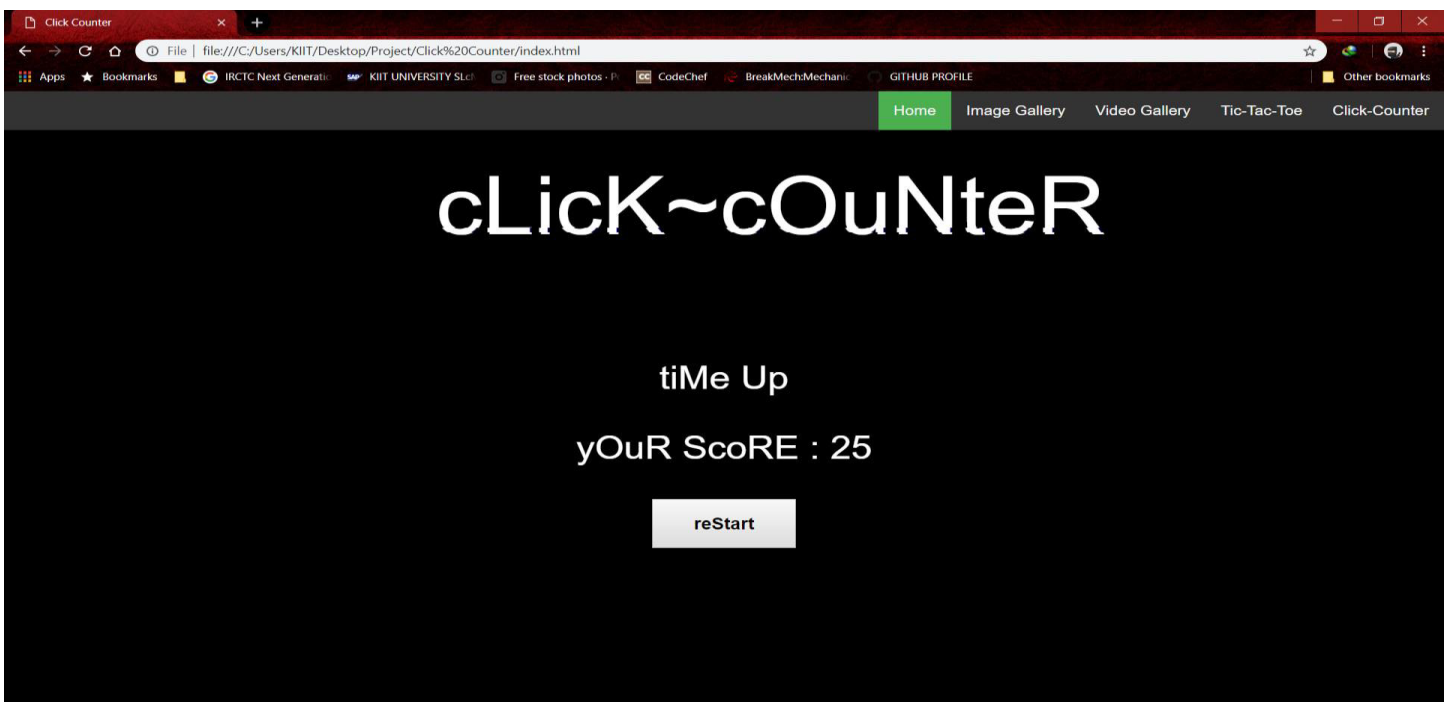 Click Counter
File | file:///C:/Users/KIIT/Desktop/Project/Click%20Counter/index.html
Apps Bookmarks IRCTC Next Generatio KIIT UNIVERSITY SLcM Free stock photos · P CodeChef BreakMech:Mechanic GITHUB PROFILE Other bookmarks
Home Image Gallery Video Gallery Tic-Tac-Toe Click-Counter
cLicK~cOuNteR
tiMe Up
yOuR ScoRE : 25
reStart